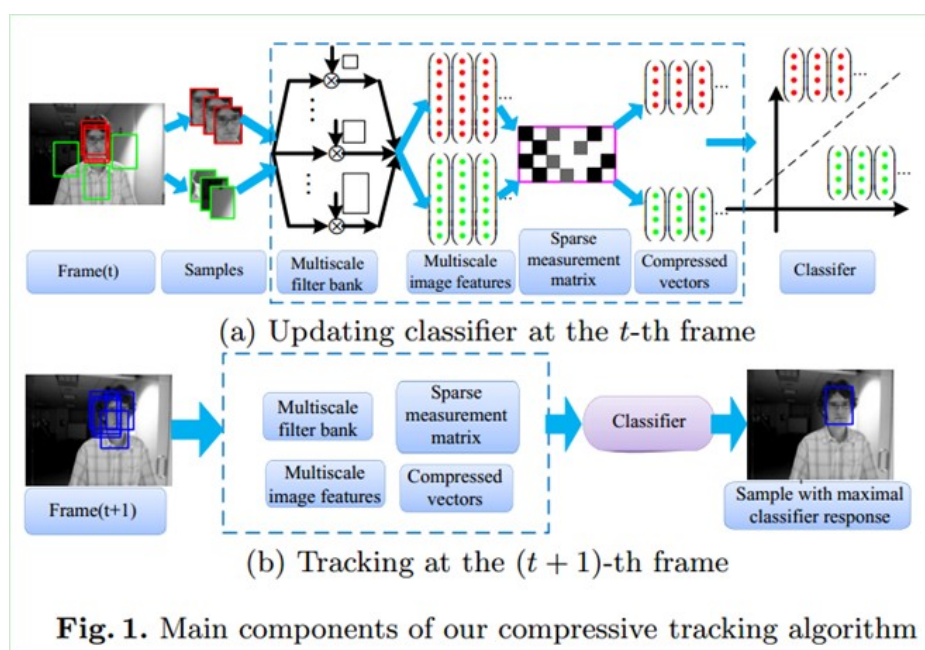 Frame(t)
Samples
Multiscale
filter bank
Multiscale
image features
Sparse
measurement
matrix
Compressed
vectors
Classifer
(a) Updating classifier at the t-th frame
Frame(t+1)
Multiscale
filter bank
Sparse
measurement
matrix
Multiscale
image features
Compressed
vectors
Classifier
Sample with maximal
classifier response
(b) Tracking at the (t + 1)-th frame
Fig. 1. Main components of our compressive tracking algorithm